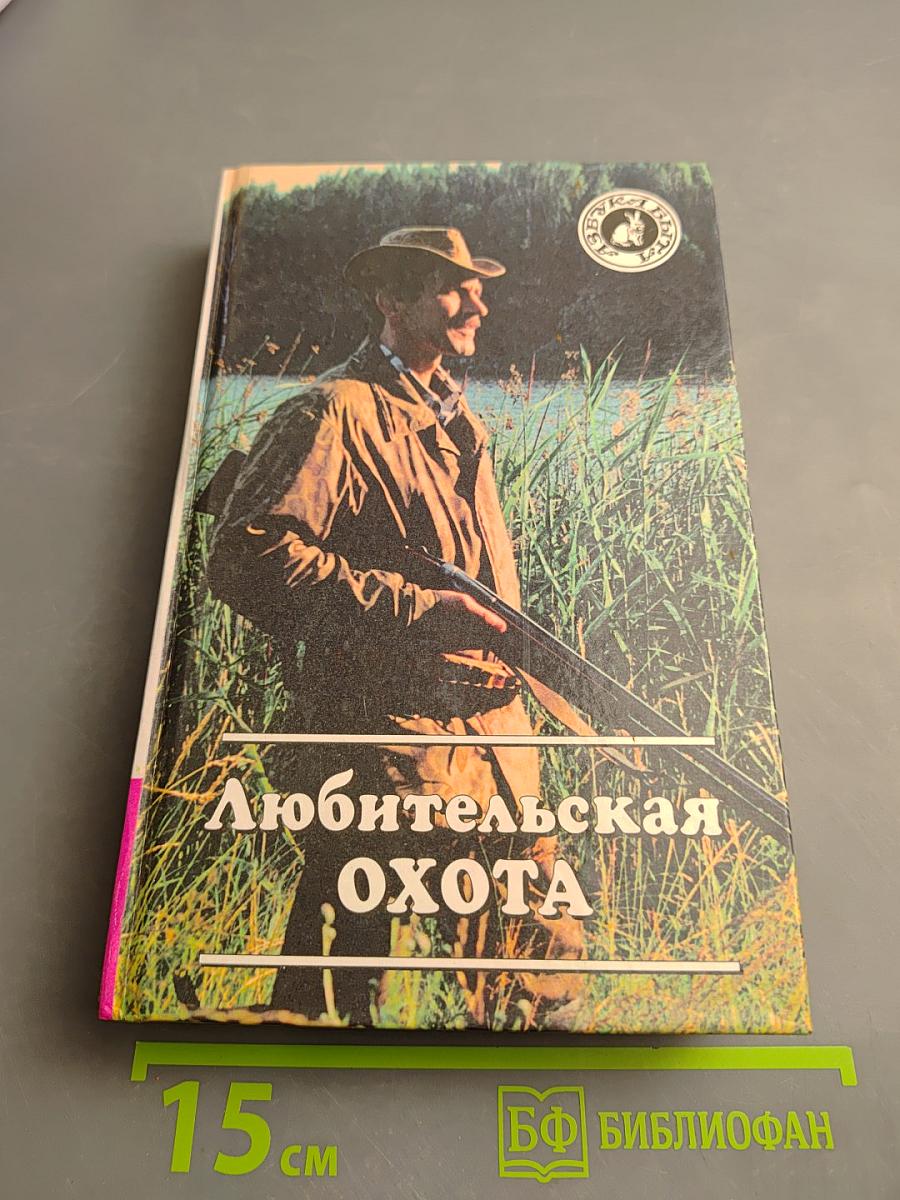 АЗБУКА БЫТА
Любительская
ОХОТА
15 см
БФ БИБЛИОФАН